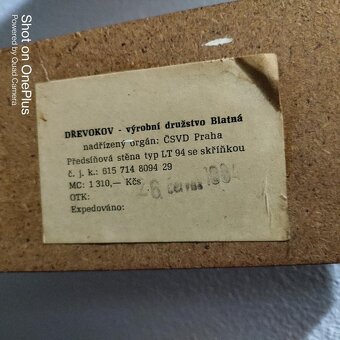 DŘEVOKOV - výrobní družstvo Blatná
nadřízený orgán: ČSVD Praha
Předsíňová stěna typ LT 94 se skříňkou
č. j. k.: 615 714 8094 29
MC: 1 310,— Kčs
OTK:
Expedováno:
Shot on OnePlus
Powered by Quad Camera